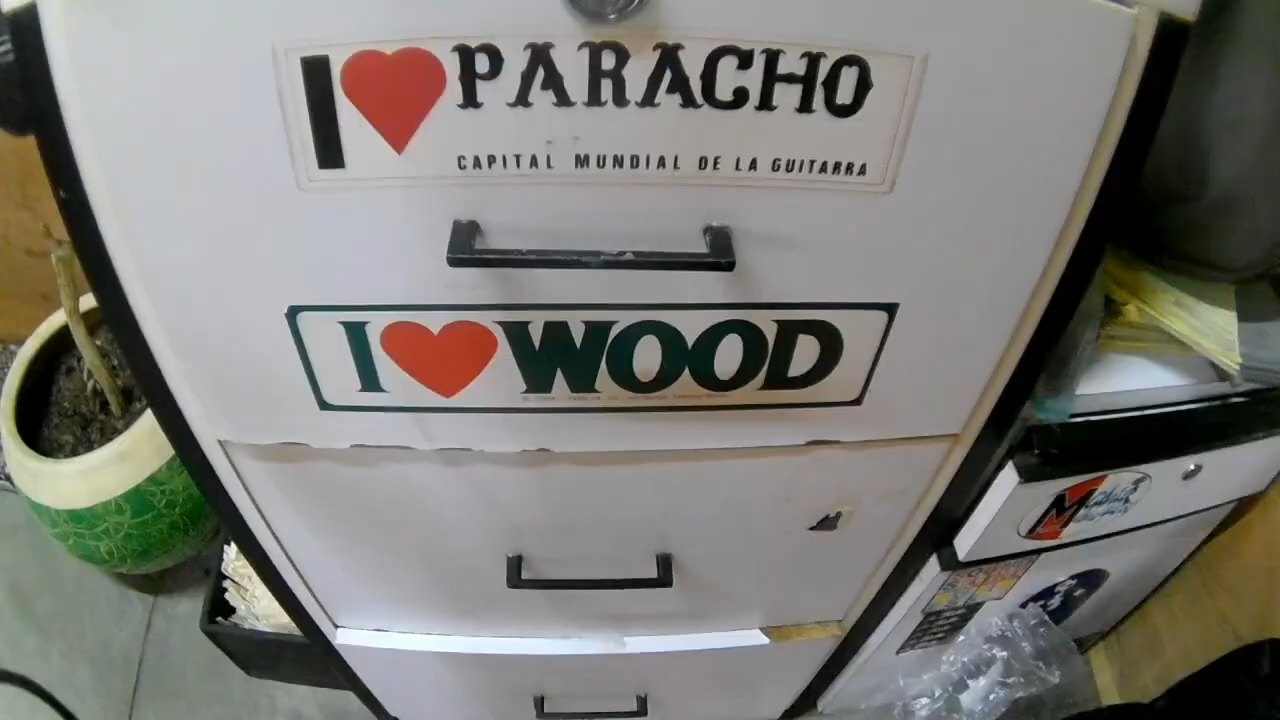 I ❤ PARACHO
CAPITAL MUNDIAL DE LA GUITARRA
I ❤ WOOD
M